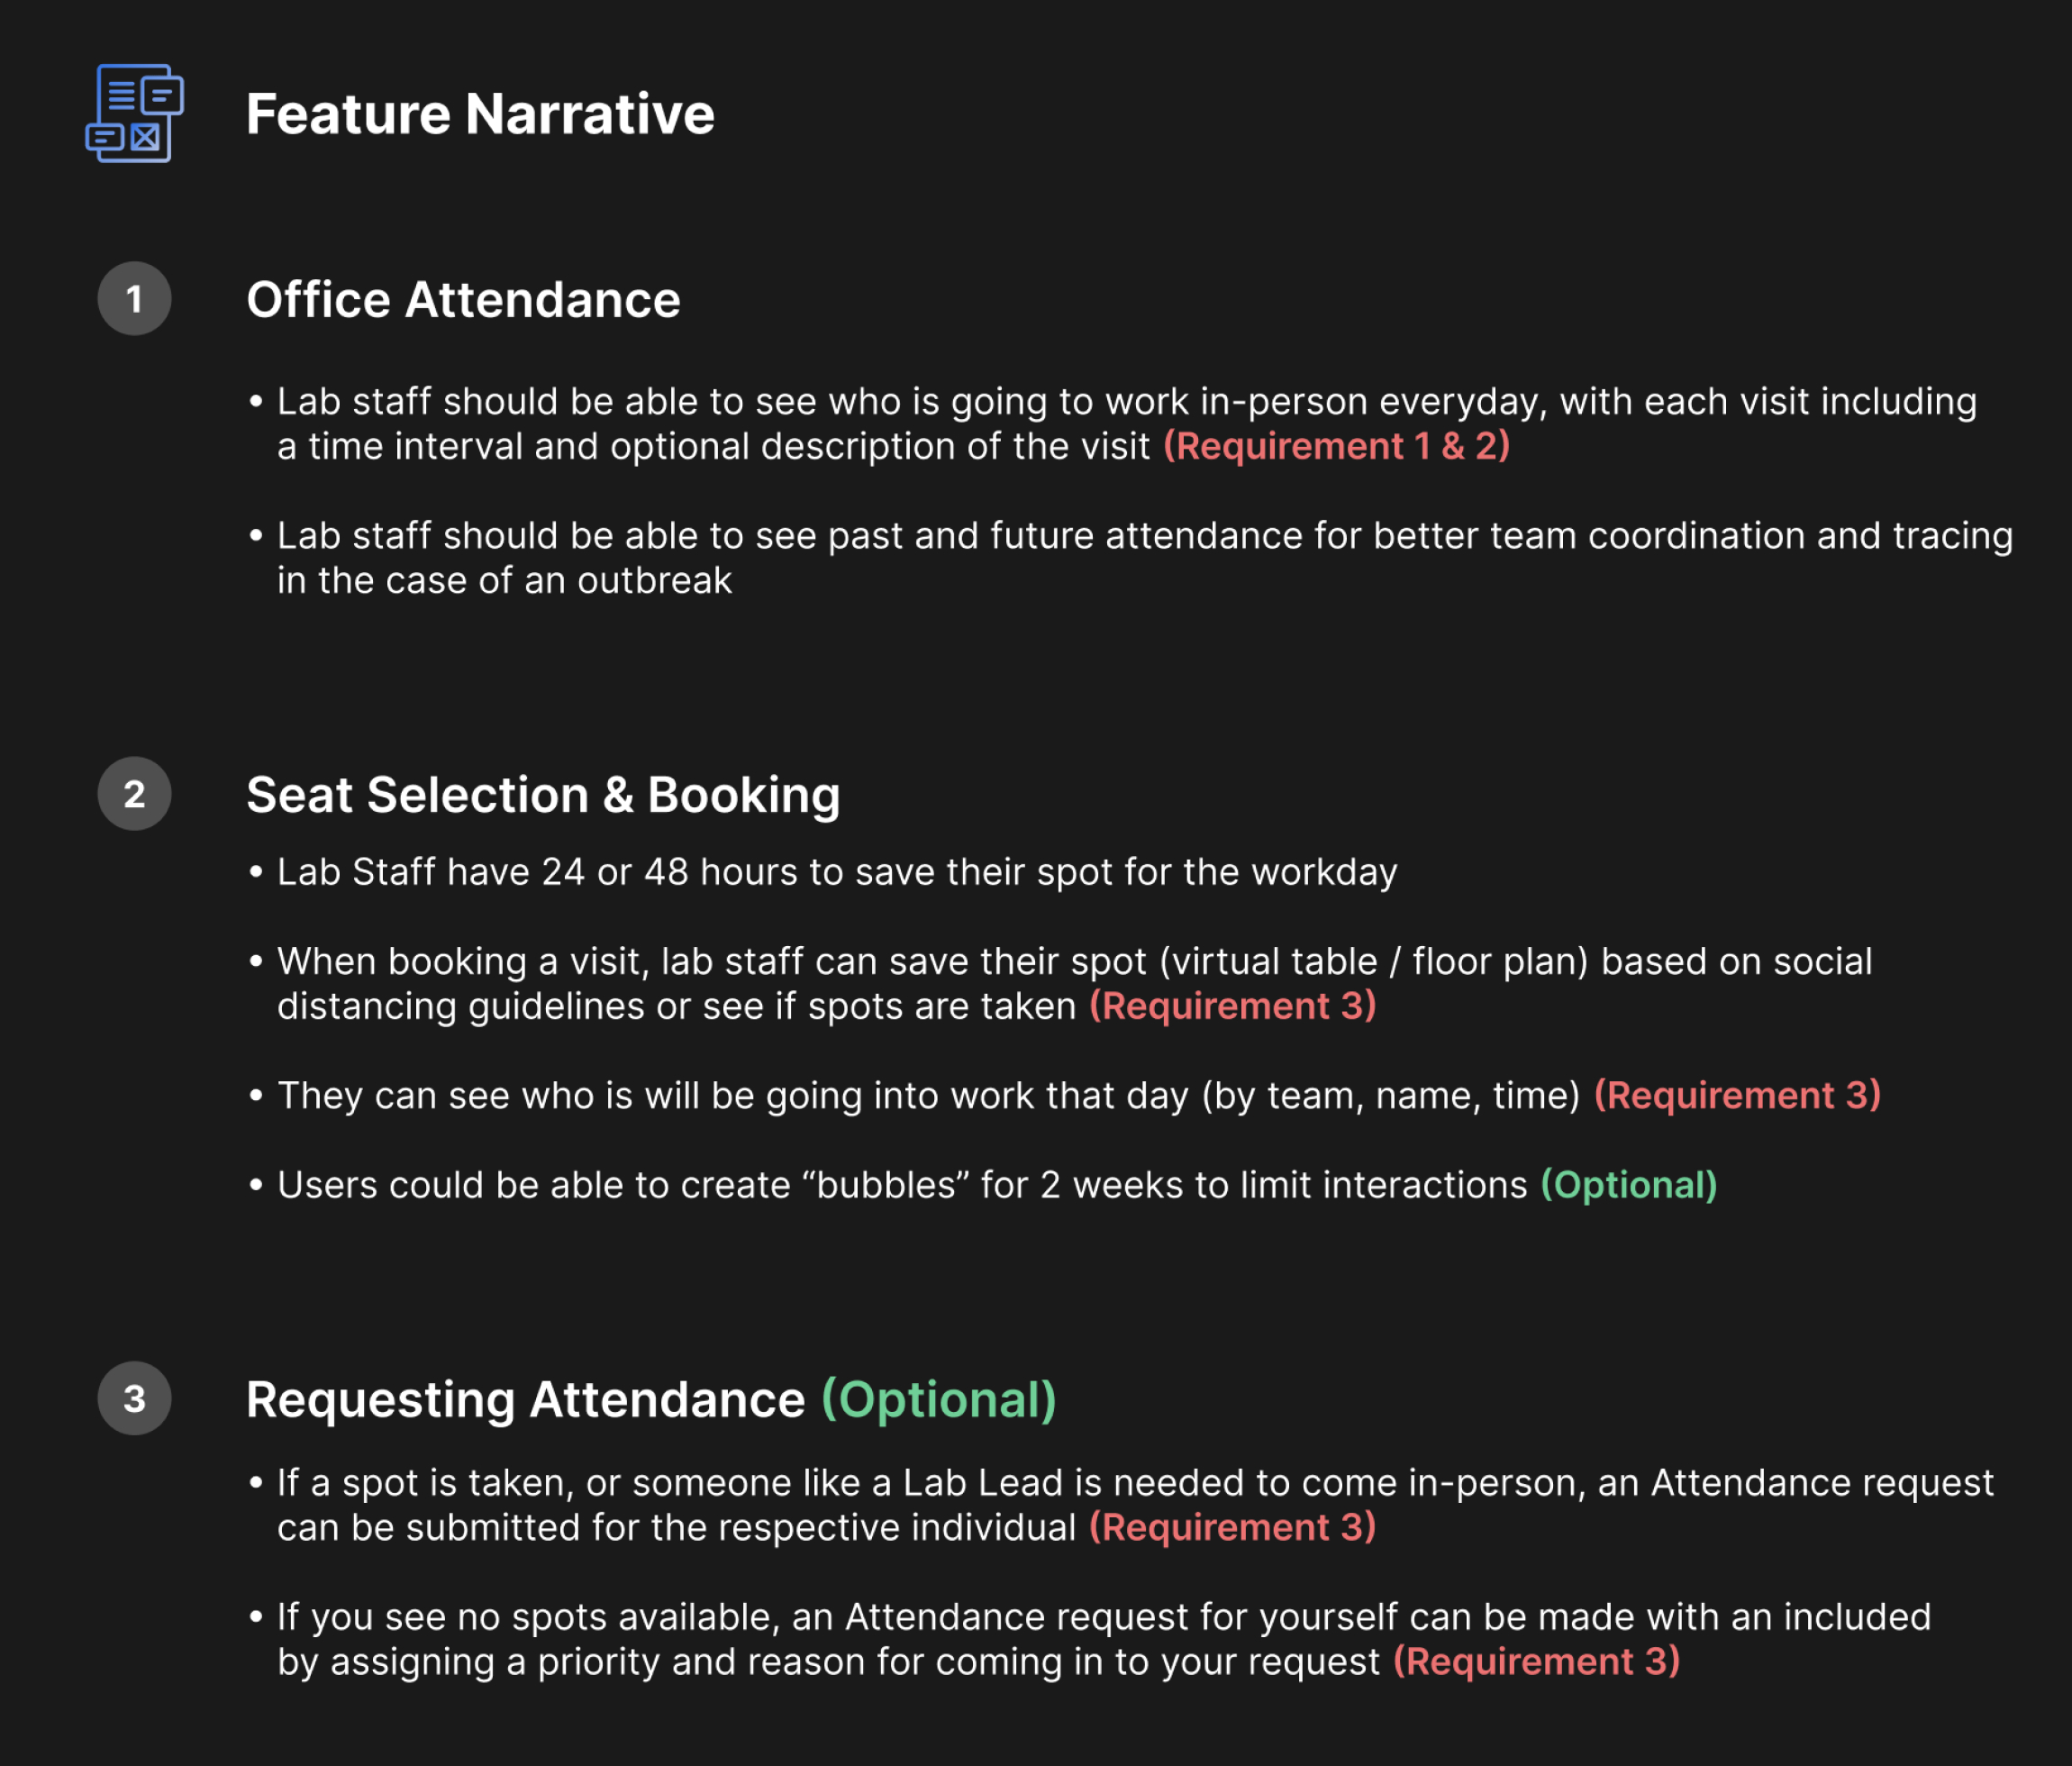 Feature Narrative
1
Office Attendance
• Lab staff should be able to see who is going to work in-person everyday, with each visit including
a time interval and optional description of the visit (Requirement 1 & 2)
• Lab staff should be able to see past and future attendance for better team coordination and tracing
in the case of an outbreak
2
Seat Selection & Booking
• Lab Staff have 24 or 48 hours to save their spot for the workday
• When booking a visit, lab staff can save their spot (virtual table / floor plan) based on social
distancing guidelines or see if spots are taken (Requirement 3)
• They can see who is will be going into work that day (by team, name, time) (Requirement 3)
• Users could be able to create “bubbles” for 2 weeks to limit interactions (Optional)
3
Requesting Attendance (Optional)
• If a spot is taken, or someone like a Lab Lead is needed to come in-person, an Attendance request
can be submitted for the respective individual (Requirement 3)
• If you see no spots available, an Attendance request for yourself can be made with an included
by assigning a priority and reason for coming in to your request (Requirement 3)